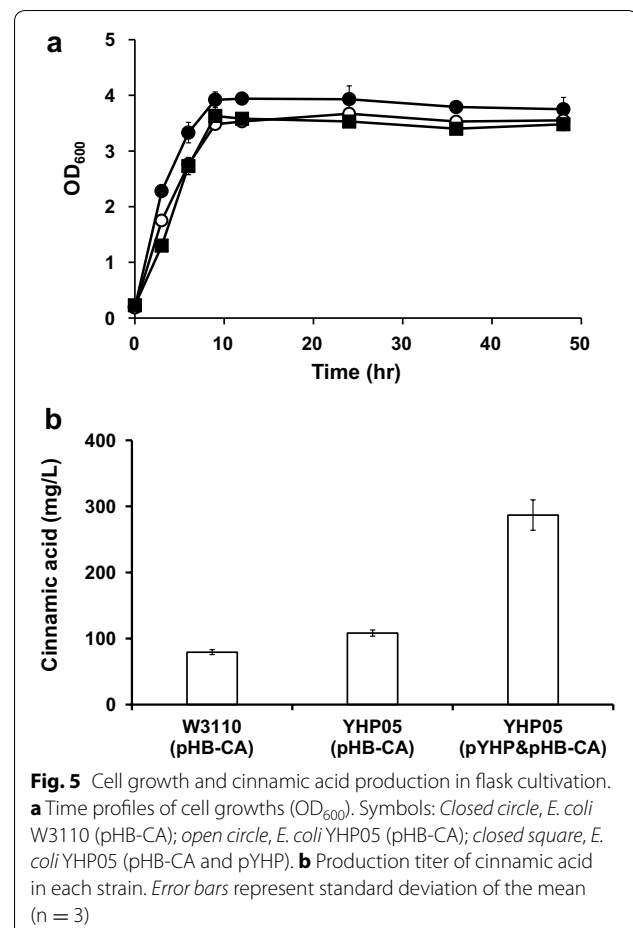 a
5
4
3
2
1
0
OD600
0 10 20 30 40 50
Time (hr)
b
400
300
200
100
0
Cinnamic acid (mg/L)
W3110 YHP05 YHP05
(pHB-CA) (pHB-CA) (pYHP&pHB-CA)
Fig. 5 Cell growth and cinnamic acid production in flask cultivation.
a Time profiles of cell growths (OD600). Symbols: Closed circle, E. coli
W3110 (pHB-CA); open circle, E. coli YHP05 (pHB-CA); closed square, E.
coli YHP05 (pHB-CA and pYHP). b Production titer of cinnamic acid
in each strain. Error bars represent standard deviation of the mean
(n = 3)